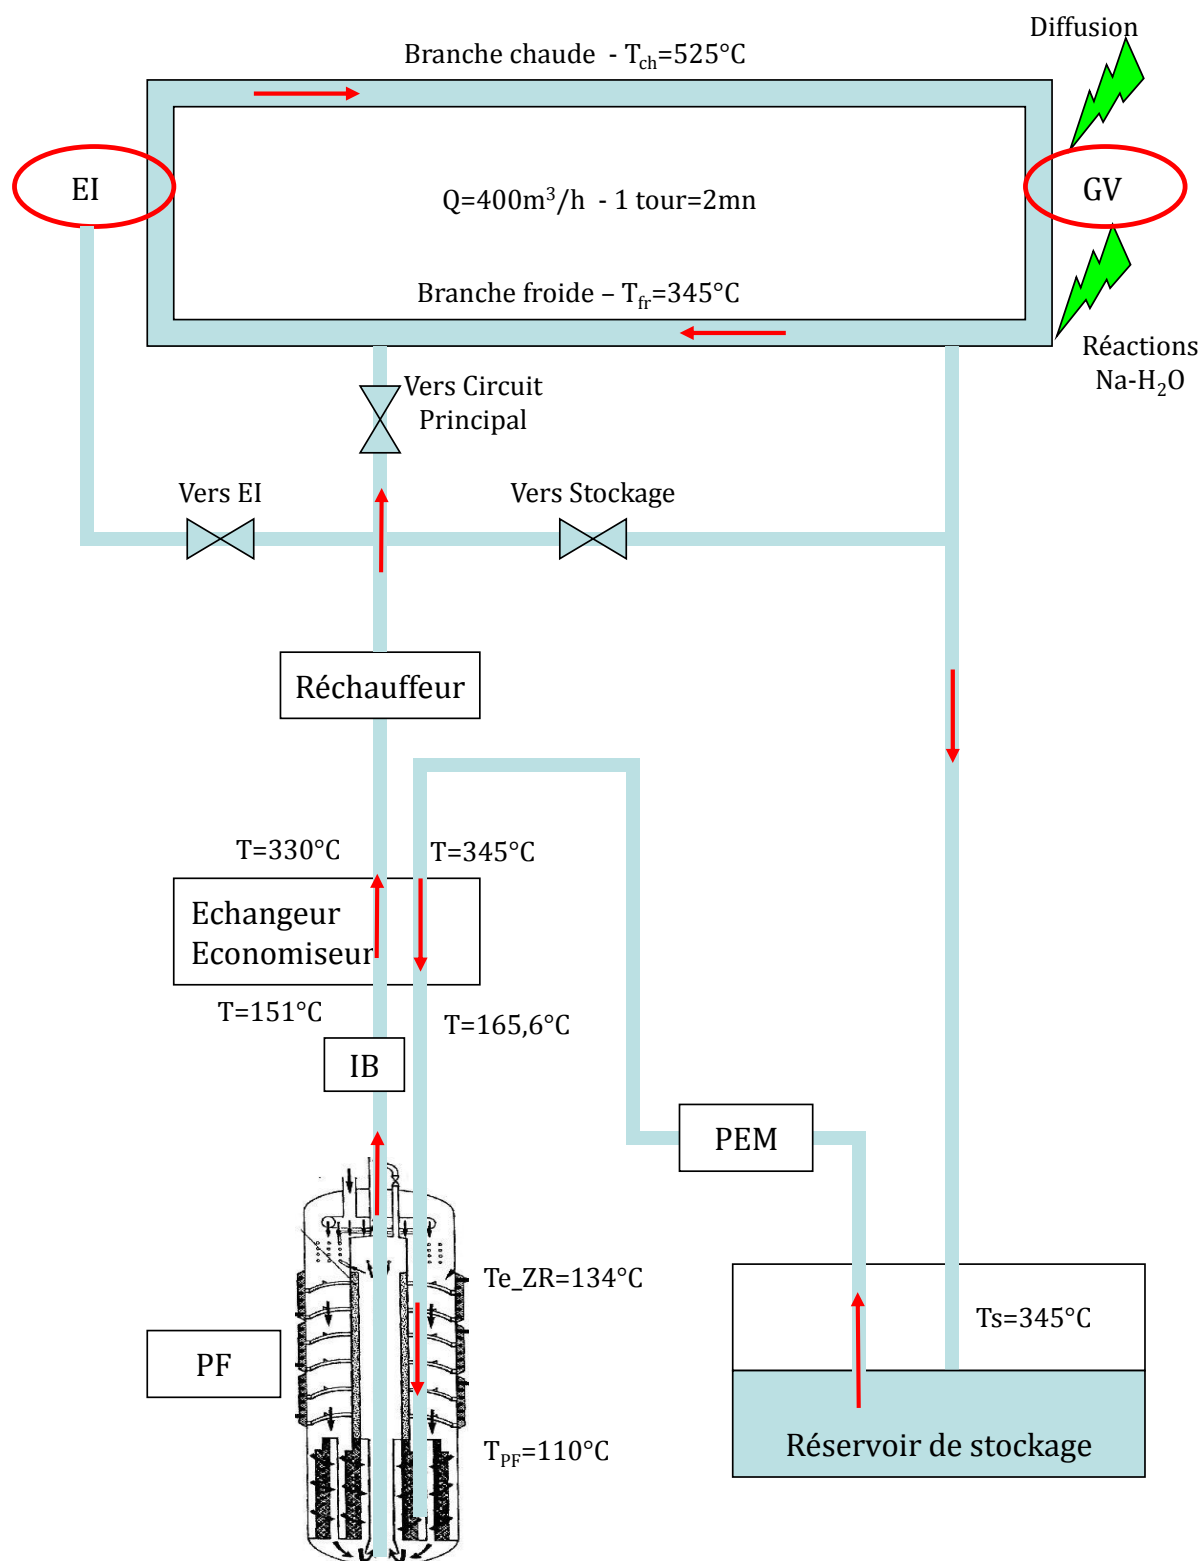 Diffusion
Branche chaude - Tch=525°C
EI
Q=400m³/h - 1 tour=2mn
GV
Branche froide – Tfr=345°C
Réactions
Na-H₂O
Vers Circuit
Principal
Vers EI
Vers Stockage
Réchauffeur
T=330°C
T=345°C
Echangeur
Economiseur
T=151°C
T=165,6°C
IB
PEM
Te_ZR=134°C
Ts=345°C
PF
Réservoir de stockage
TPF=110°C